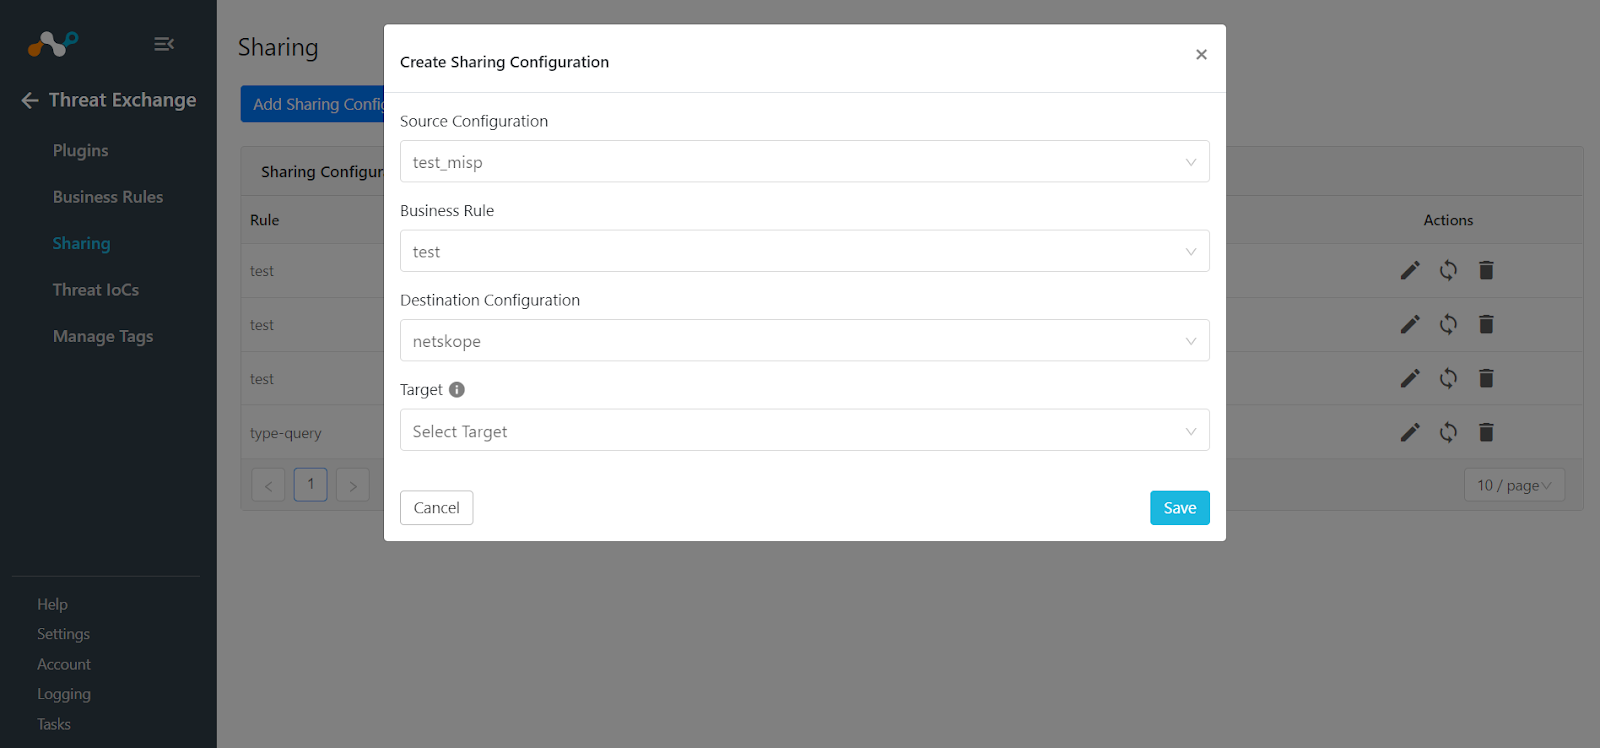 Threat Exchange
Plugins
Business Rules
Sharing
Threat IoCs
Manage Tags
Help
Settings
Account
Logging
Tasks
Sharing
Add Sharing Config
Sharing Configur
Rule
Actions
test
test
test
type-query
<
1
>
10 / page
Create Sharing Configuration
Source Configuration
test_misp
Business Rule
test
Destination Configuration
netskope
Target
Select Target
Cancel
Save